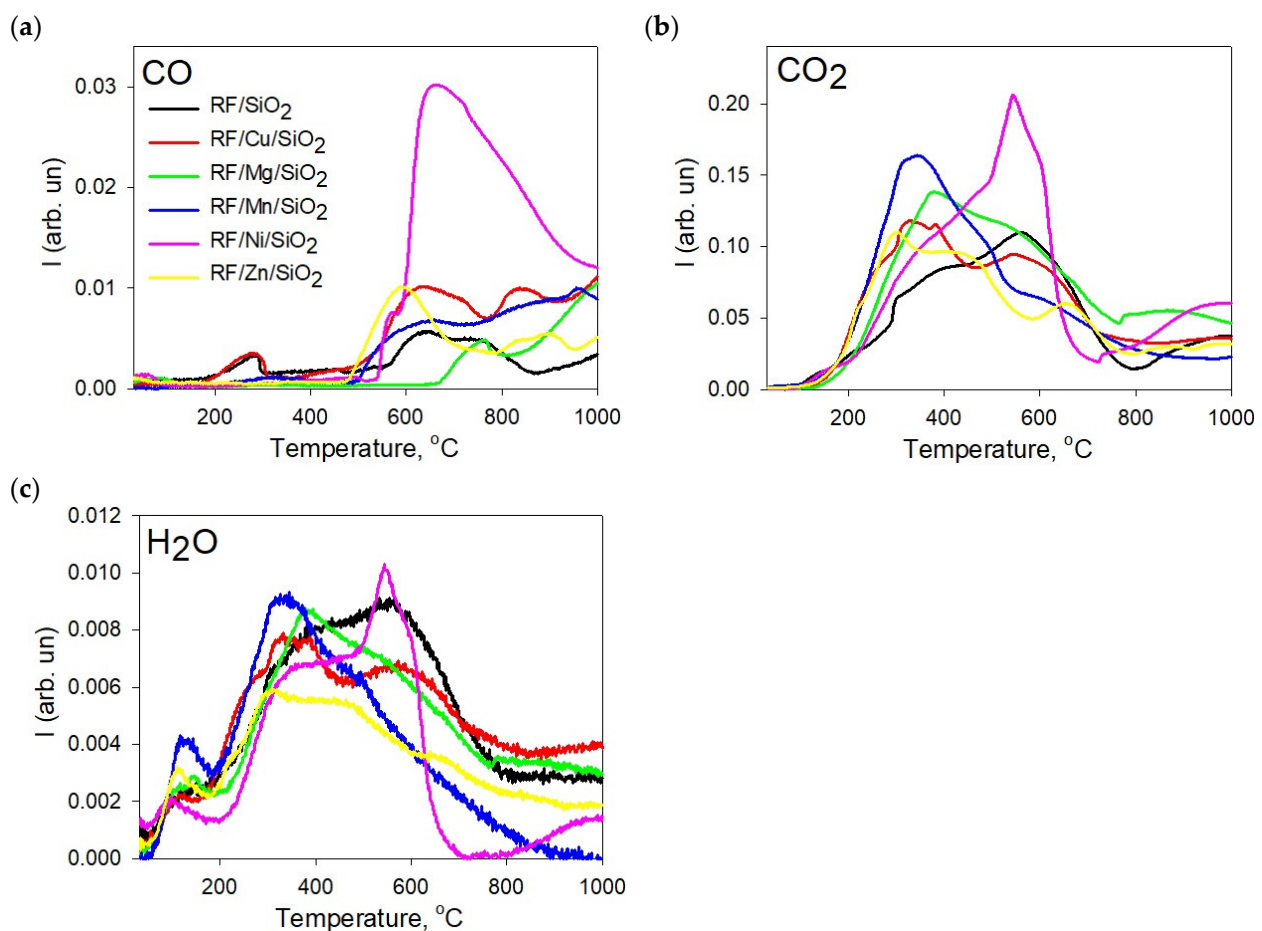 (a)
CO
0.03
0.02
0.01
0.00
I (arb. un)
RF/SiO2
RF/Cu/SiO2
RF/Mg/SiO2
RF/Mn/SiO2
RF/Ni/SiO2
RF/Zn/SiO2
200 400 600 800 1000
Temperature, oC
(b)
CO2
0.20
0.15
0.10
0.05
0.00
I (arb. un)
200 400 600 800 1000
Temperature, oC
(c)
H2O
0.012
0.010
0.008
0.006
0.004
0.002
0.000
I (arb. un)
200 400 600 800 1000
Temperature, oC